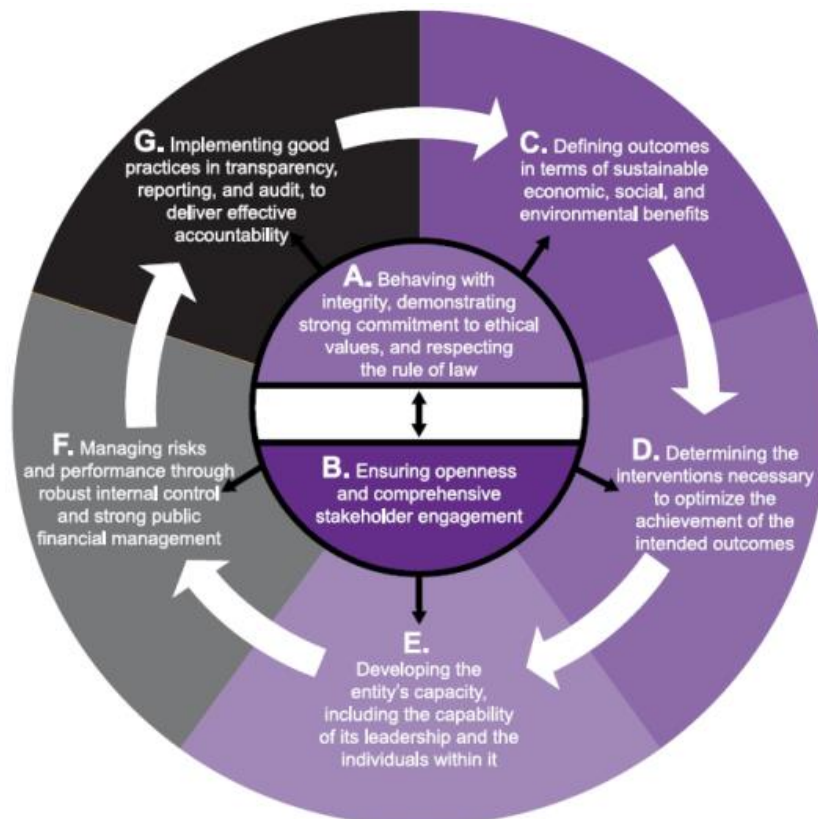 G. Implementing good
practices in transparency,
reporting, and audit, to
deliver effective
accountability
C. Defining outcomes
in terms of sustainable
economic, social, and
environmental benefits
A. Behaving with
integrity, demonstrating
strong commitment to ethical
values, and respecting
the rule of law
F. Managing risks
and performance through
robust internal control
and strong public
financial management
B. Ensuring openness
and comprehensive
stakeholder engagement
D. Determining the
interventions necessary
to optimize the
achievement of the
intended outcomes
E.
Developing the
entity's capacity,
including the capability
of its leadership and the
individuals within it